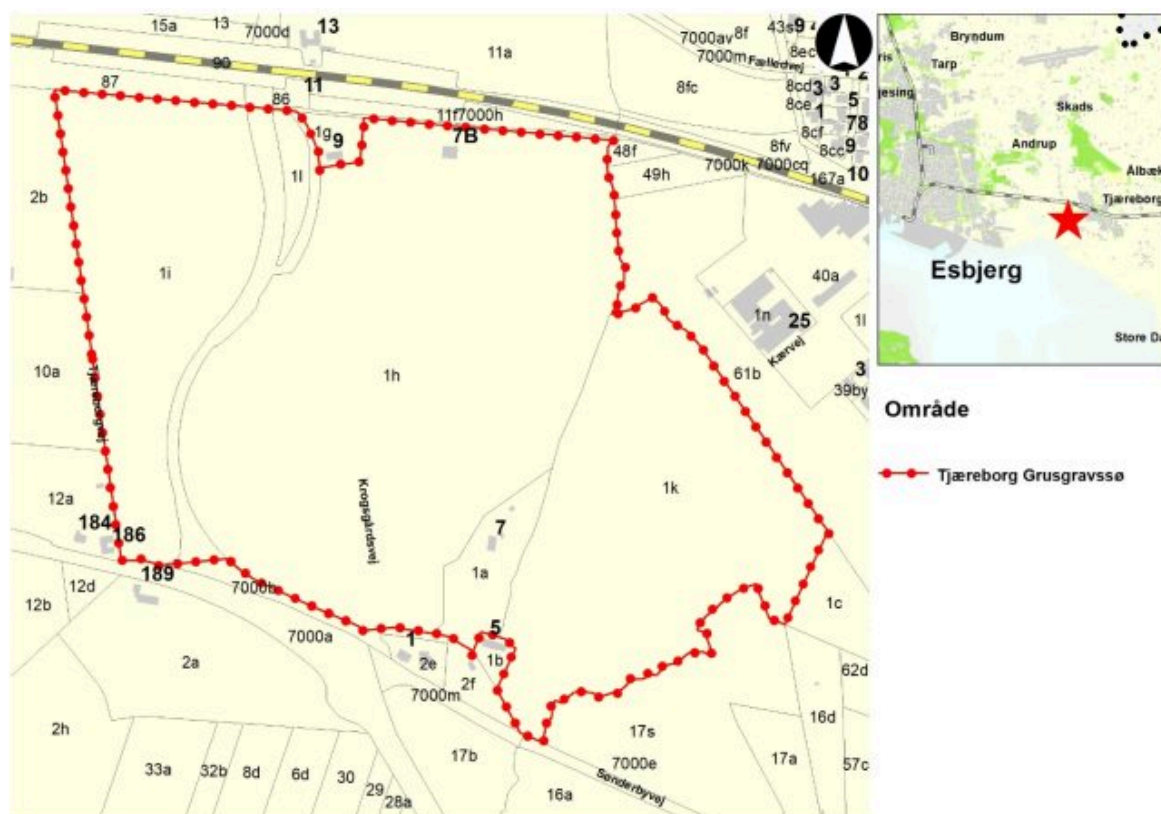 15a
13
7000d
13
11a
7000av
8f
43s
9
7000m
Fælledvej
8ec
8fc
8cd
3
8ce
1
5
78
8cf
8fv
8cc
9
7000k
7000cq
167a
10
90
87
86
11
11f
7000h
7B
1g
9
1l
48f
49h
2b
1i
40a
1n
25
Kærvej
1l
3
39by
61b
10a
Tjæreborgvej
1h
1k
12a
184
186
189
Krogsgårdsvej
7
1a
12d
12b
7000b
7000a
1
5
2e
1b
2f
7000m
1c
62d
2a
2h
17s
7000e
17a
16d
57c
33a
32b
8d
6d
30
29
28a
17b
16a
Sønderbyvej
Bryndum
Tarp
jesing
Skads
Andrup
Ålbæk
Tjæreborg
Esbjerg
Store Da
Område
Tjæreborg Grusgravssø